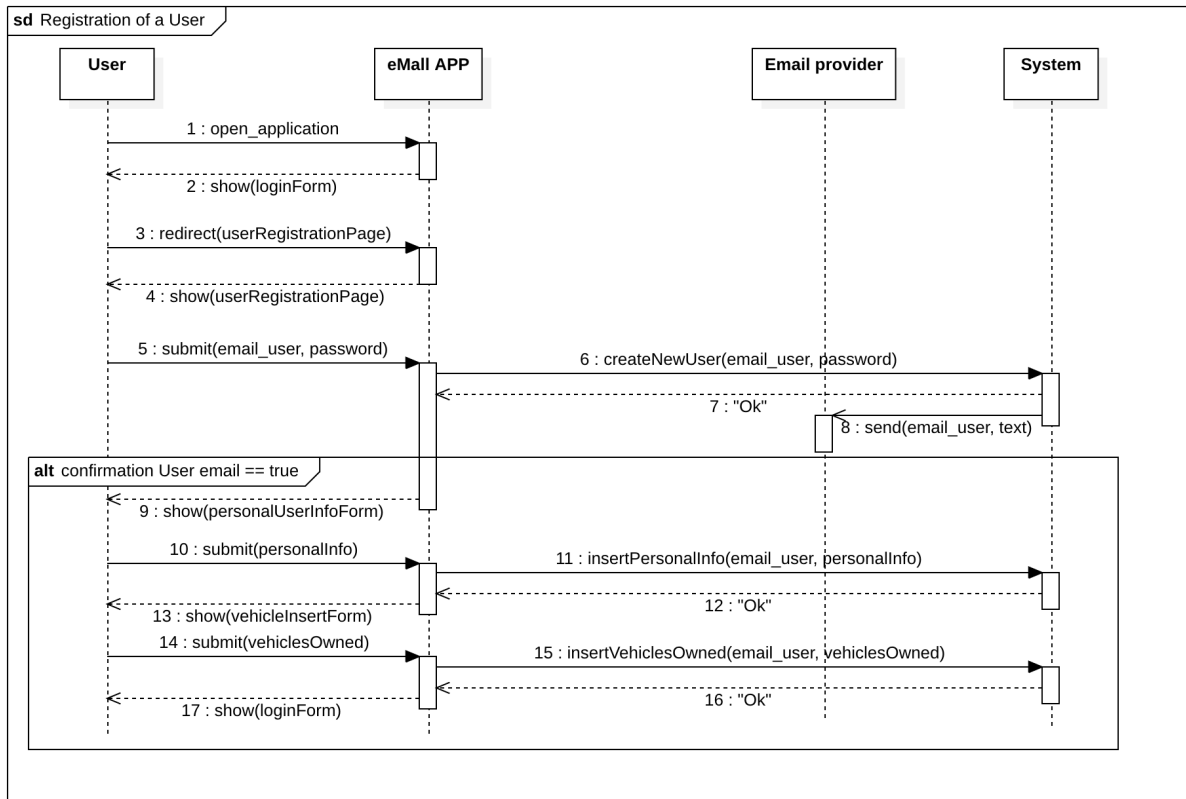 sd Registration of a User
User
eMall APP
Email provider
System
1 : open_application
2 : show(loginForm)
3 : redirect(userRegistrationPage)
4 : show(userRegistrationPage)
5 : submit(email_user, password)
6 : createNewUser(email_user, password)
7 : "Ok"
8 : send(email_user, text)
alt confirmation User email == true
9 : show(personalUserInfoForm)
10 : submit(personalInfo)
11 : insertPersonalInfo(email_user, personalInfo)
12 : "Ok"
13 : show(vehicleInsertForm)
14 : submit(vehiclesOwned)
15 : insertVehiclesOwned(email_user, vehiclesOwned)
16 : "Ok"
17 : show(loginForm)